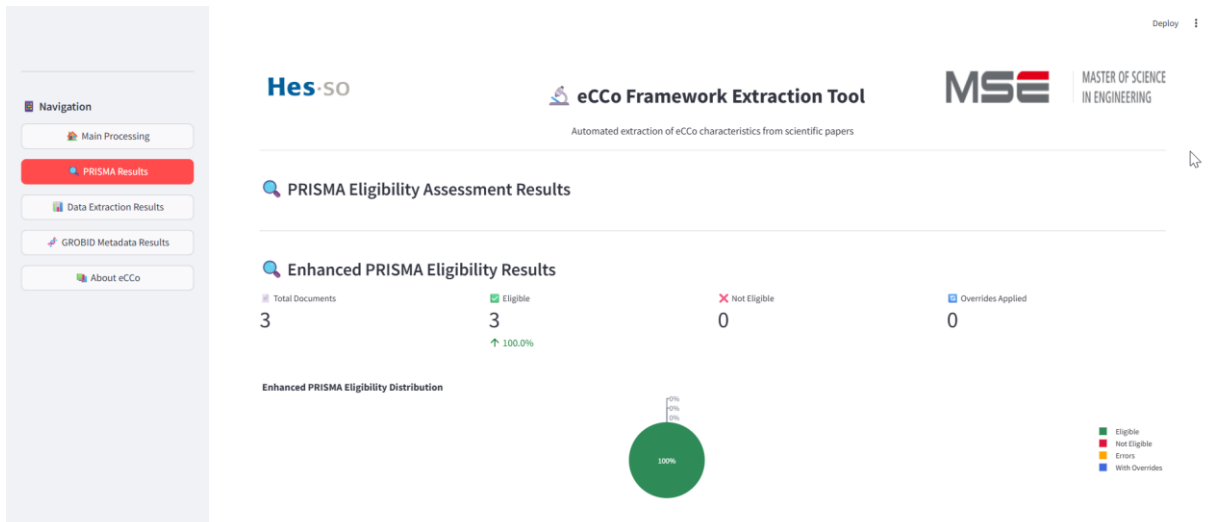 Deploy
Hes·so
MSE
MASTER OF SCIENCE
IN ENGINEERING
Navigation
Main Processing
PRISMA Results
Data Extraction Results
GROBID Metadata Results
About eCCo
eCCo Framework Extraction Tool
Automated extraction of eCCo characteristics from scientific papers
PRISMA Eligibility Assessment Results
Enhanced PRISMA Eligibility Results
Total Documents
3
Eligible
3
↑ 100.0%
Not Eligible
0
Overrides Applied
0
Enhanced PRISMA Eligibility Distribution
0%
0%
0%
100%
Eligible
Not Eligible
Errors
With Overrides